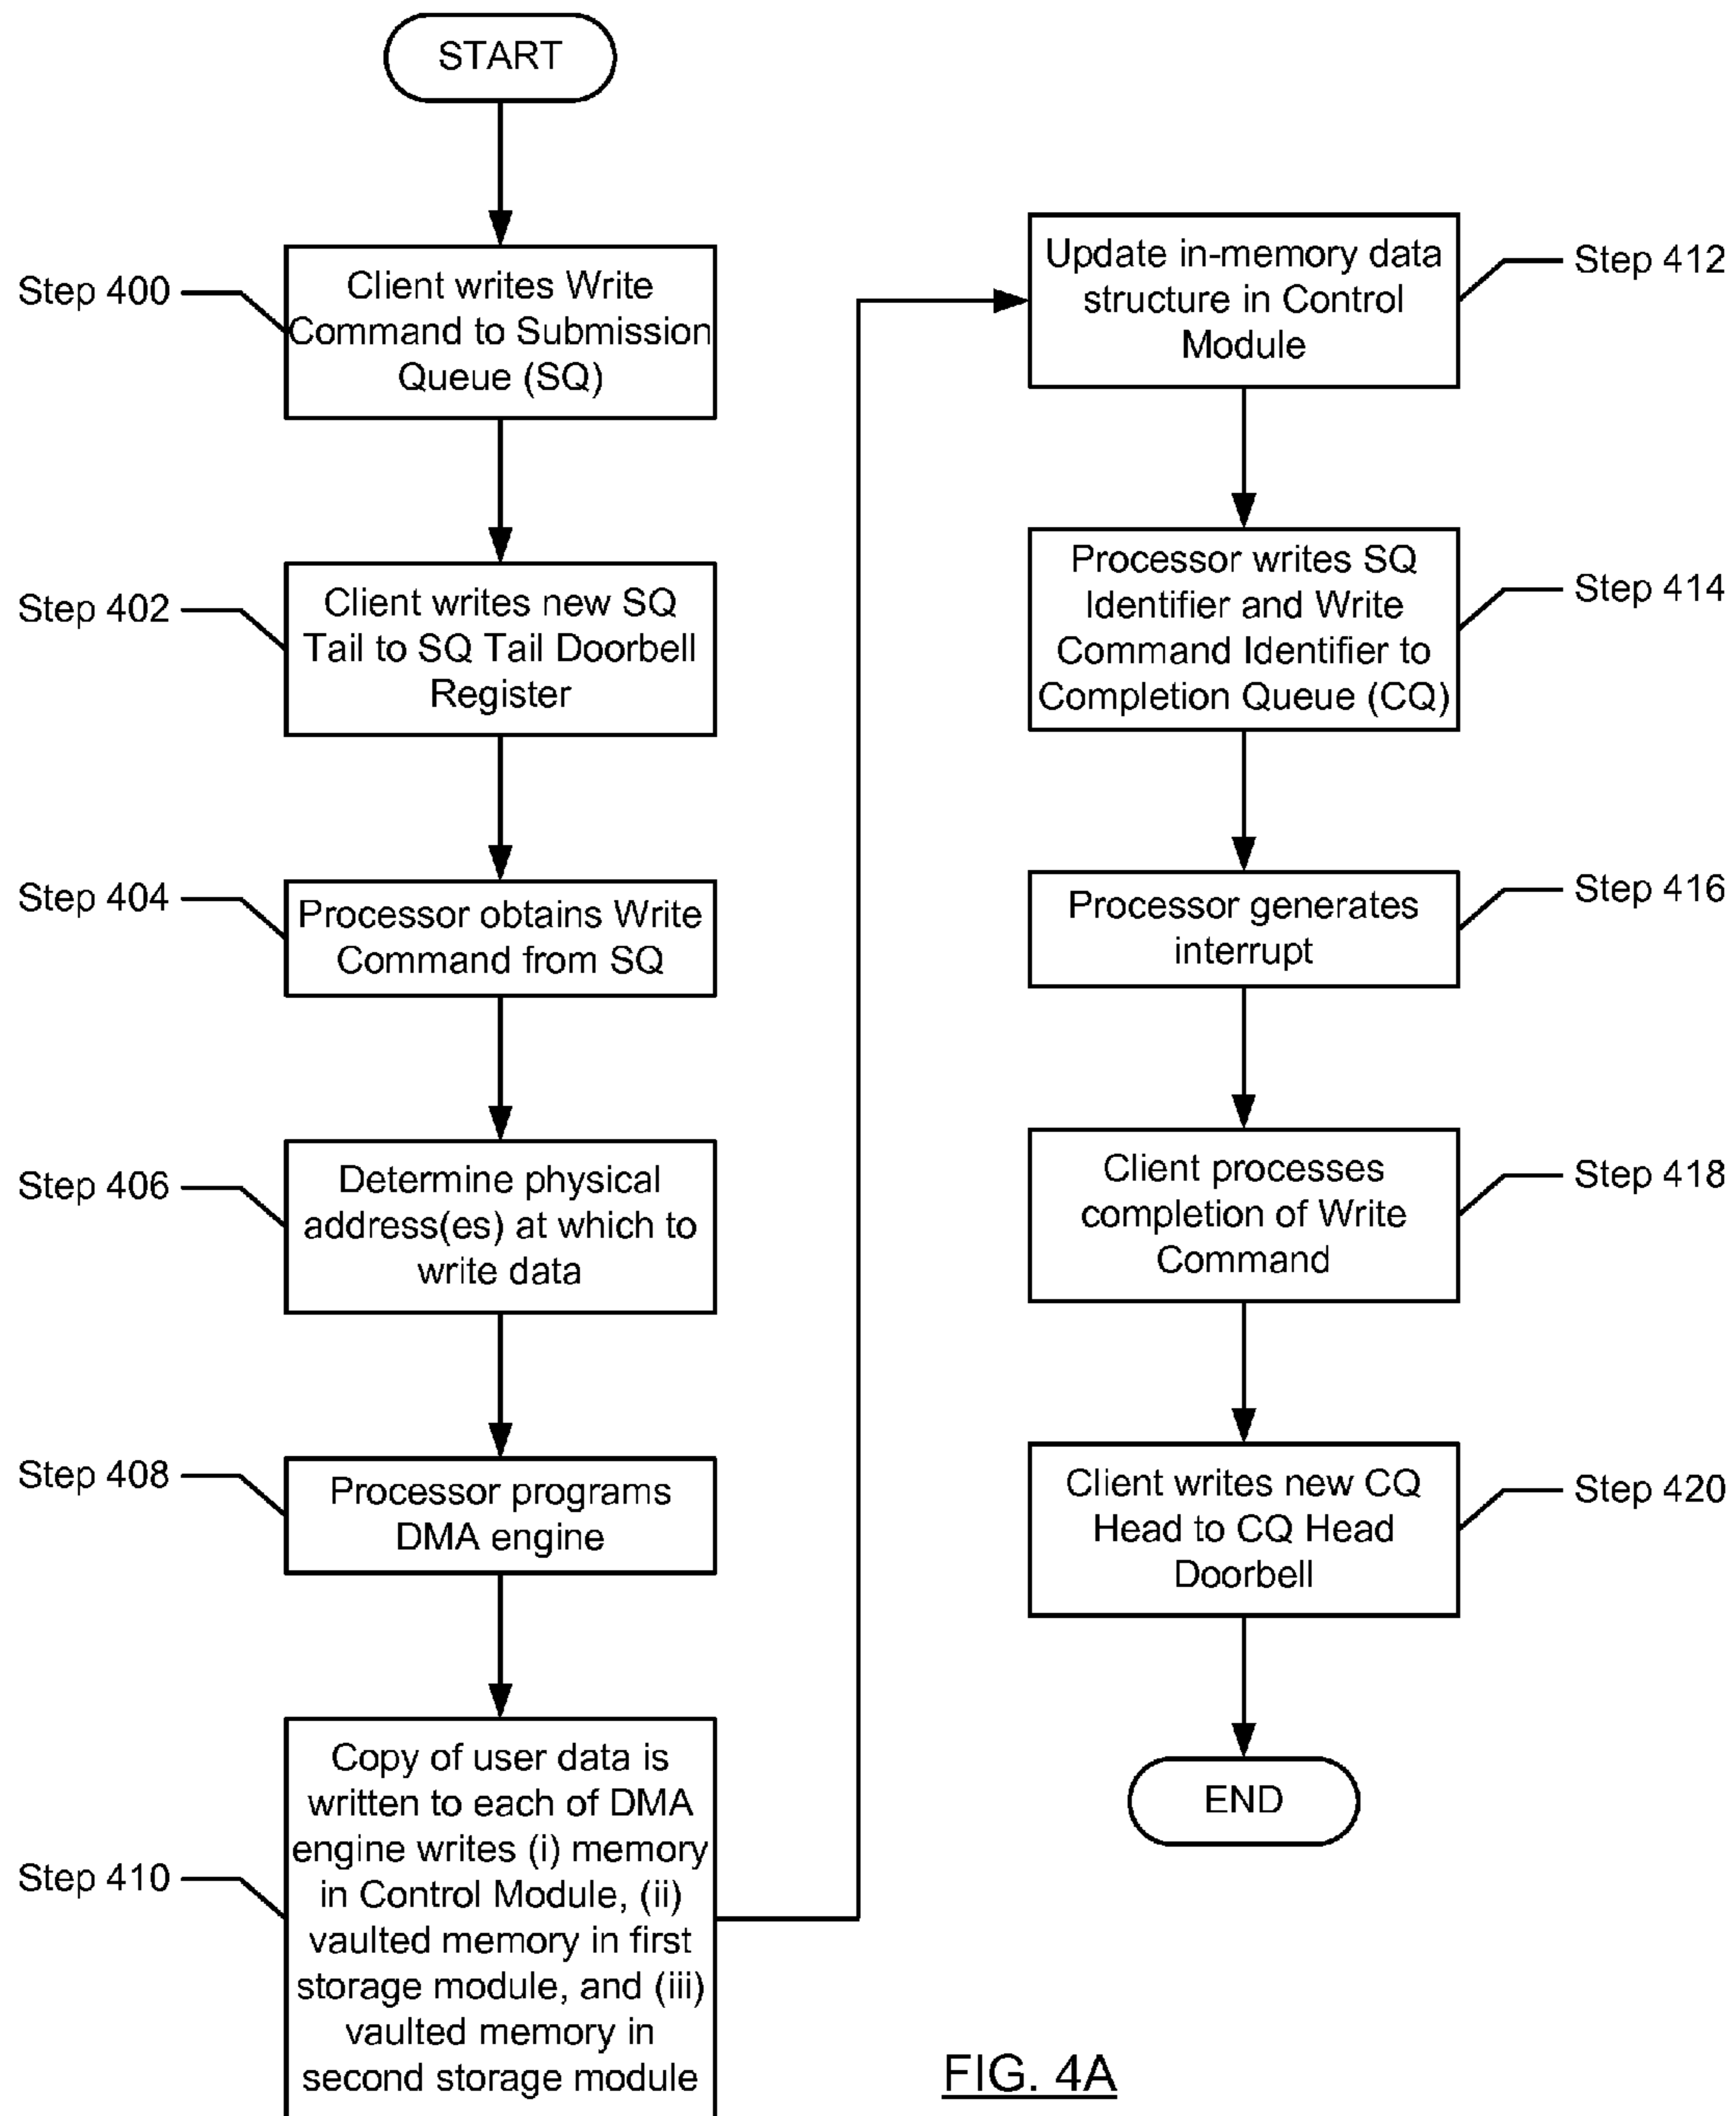 START
Step 400
Client writes Write
Command to Submission
Queue (SQ)
Step 402
Client writes new SQ
Tail to SQ Tail Doorbell
Register
Step 404
Processor obtains Write
Command from SQ
Step 406
Determine physical
address(es) at which to
write data
Step 408
Processor programs
DMA engine
Step 410
Copy of user data is
written to each of DMA
engine writes (i) memory
in Control Module, (ii)
vaulted memory in first
storage module, and (iii)
vaulted memory in
second storage module
Update in-memory data
structure in Control
Module
Step 412
Processor writes SQ
Identifier and Write
Command Identifier to
Completion Queue (CQ)
Step 414
Processor generates
interrupt
Step 416
Client processes
completion of Write
Command
Step 418
Client writes new CQ
Head to CQ Head
Doorbell
Step 420
END
FIG. 4A